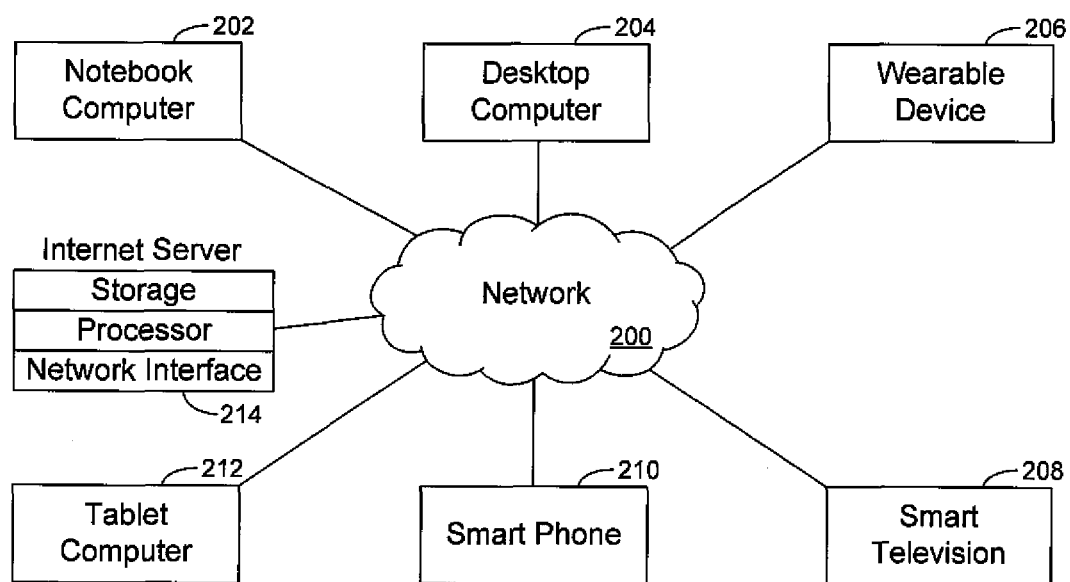 202
Notebook
Computer
204
Desktop
Computer
206
Wearable
Device
Internet Server
Storage
Processor
Network Interface
214
Network
200
212
Tablet
Computer
210
Smart Phone
208
Smart
Television